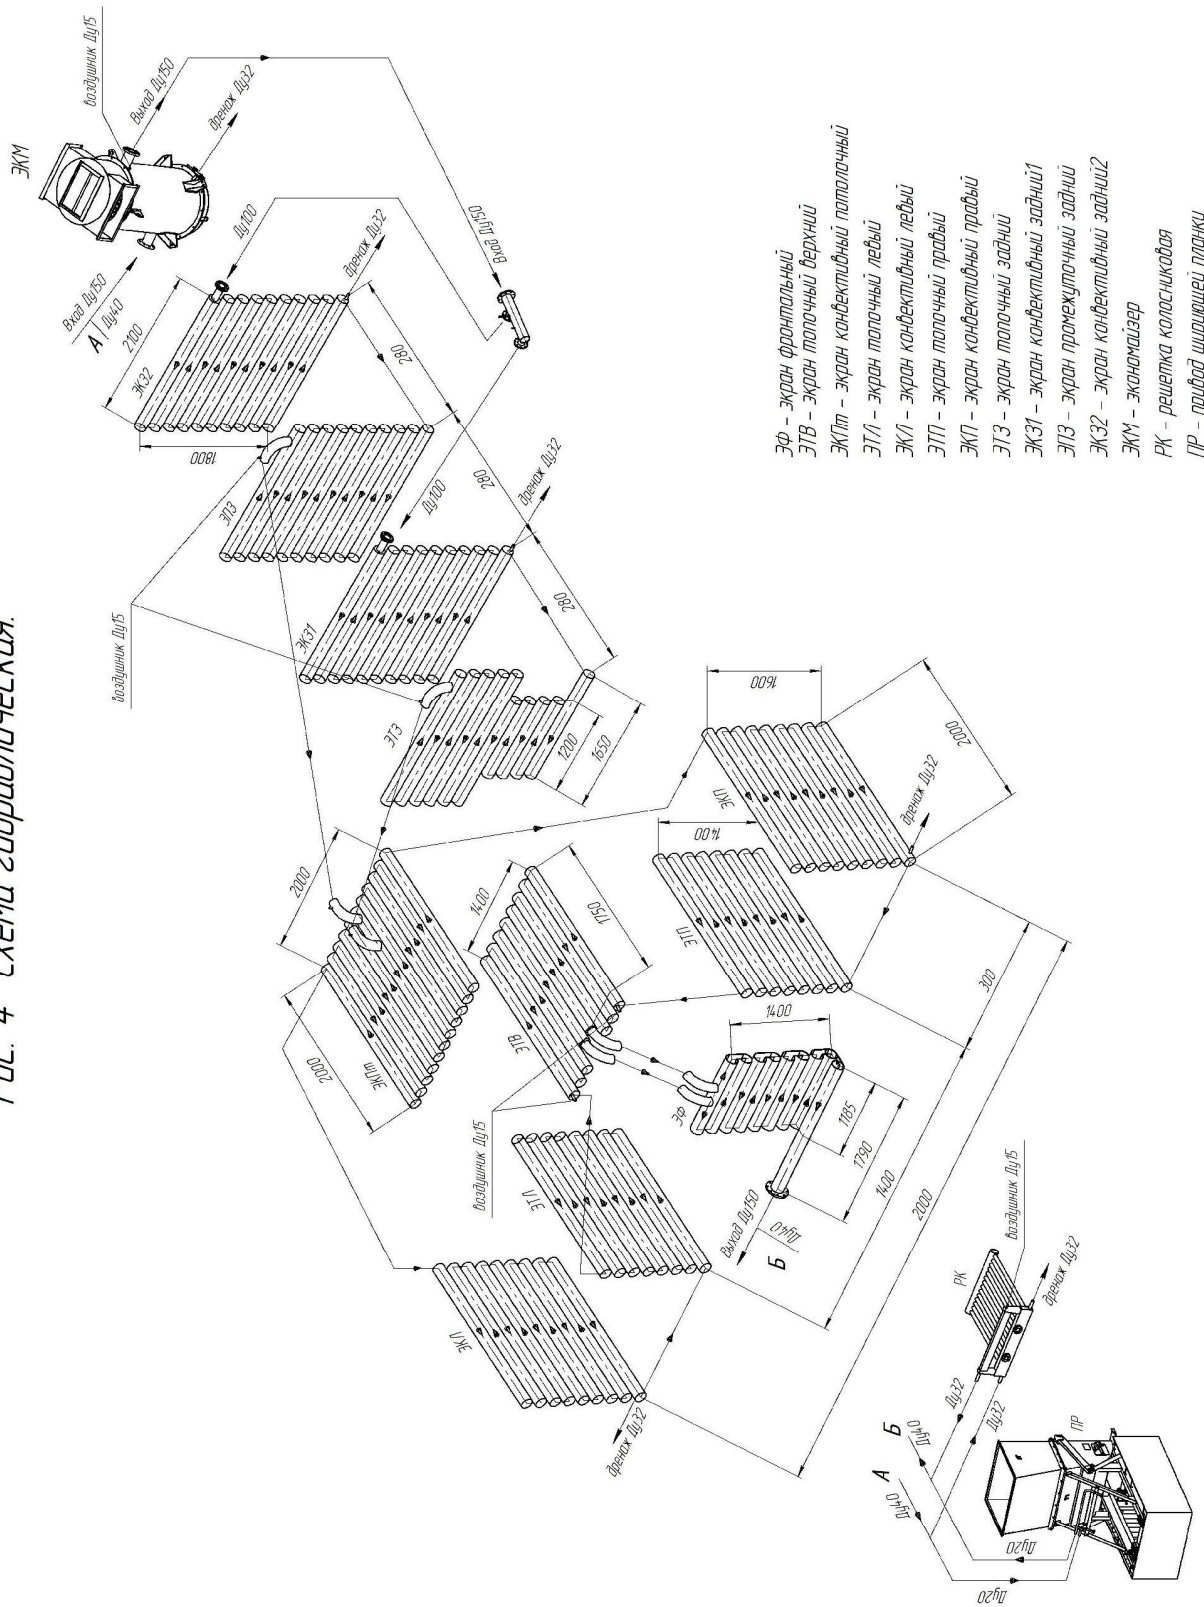 Рис. 4 Схема гидравлическая.
ЭКМ
воздушник Ду15
Выход Ду150
дренаж Ду32
Вход Ду150
А
Ду40
Ду100
2100
ЭКЗ2
1800
дренаж Ду32
280
Вход Ду150
воздушник Ду15
ЭПЗ
280
Ду100
ЭКЗ1
дренаж Ду32
280
ЭТЗ
1200
1650
2000
2000
ЭКПт
1400
1750
ЭТВ
воздушник Ду15
1600
2000
ЭКП
дренаж Ду32
1400
ЭТП
300
1400
ЭФ
1185
1790
1400
2000
Выход Ду150
Ду40
Б
ЭТЛ
ЭКЛ
дренаж Ду32
РК
воздушник Ду15
дренаж Ду32
Ду32
Ду32
Б
Ду40
А
Ду40
ПР
Ду20
Ду20
ЭФ – экран фронтальный
ЭТВ – экран топочный верхний
ЭКПт – экран конвективный потолочный
ЭТЛ – экран топочный левый
ЭКЛ – экран конвективный левый
ЭТП – экран топочный правый
ЭКП – экран конвективный правый
ЭТЗ – экран топочный задний
ЭКЗ1 – экран конвективный задний1
ЭПЗ – экран промежуточный задний
ЭКЗ2 – экран конвективный задний2
ЭКМ – экономайзер
РК – решетка колосниковая
ПР – привод шурующей планки